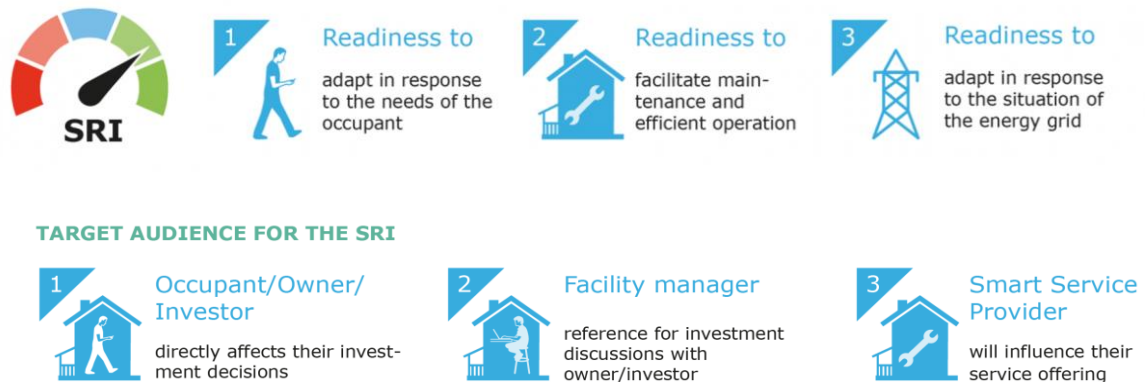 SRI
1
Readiness to
adapt in response
to the needs of the
occupant
2
Readiness to
facilitate main-
tenance and
efficient operation
3
Readiness to
adapt in response
to the situation of
the energy grid
TARGET AUDIENCE FOR THE SRI
1
Occupant/Owner/
Investor
directly affects their invest-
ment decisions
2
Facility manager
reference for investment
discussions with
owner/investor
3
Smart Service
Provider
will influence their
service offering